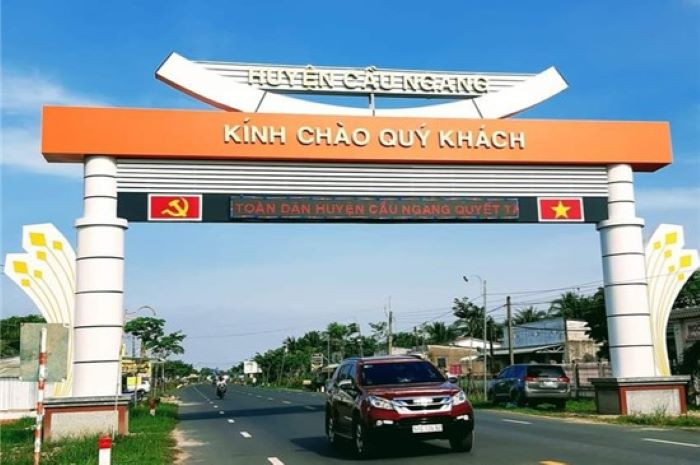 HUYỆN CẦU NGANG
KÍNH CHÀO QUÝ KHÁCH
TOÀN DÂN HUYỆN CẦU NGANG QUYẾT TÂ